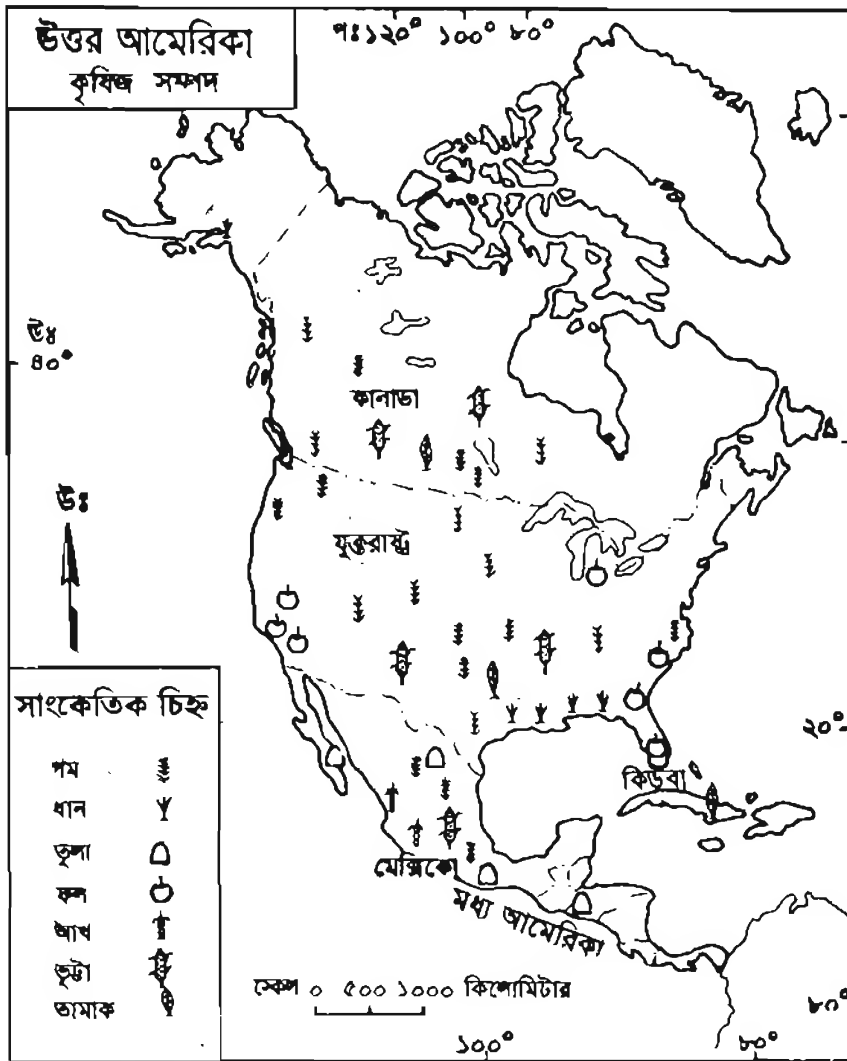 উত্তর আমেরিকা
কৃষিজ সম্পদ
পঃ১২০° ১০০° ৮০°
উঃ
৪০°
কানাডা
উঃ
যুক্তরাষ্ট্র
সাংকেতিক চিহ্ন
গম
ধান
তুলা
ফল
আখ
ভূট্টা
তামাক
২০°
কিউবা
মেক্সিকো
মধ্য আমেরিকা
স্কেল ০ ৫০০ ১০০০ কিলোমিটার
১০০°
৮০°
৮০°